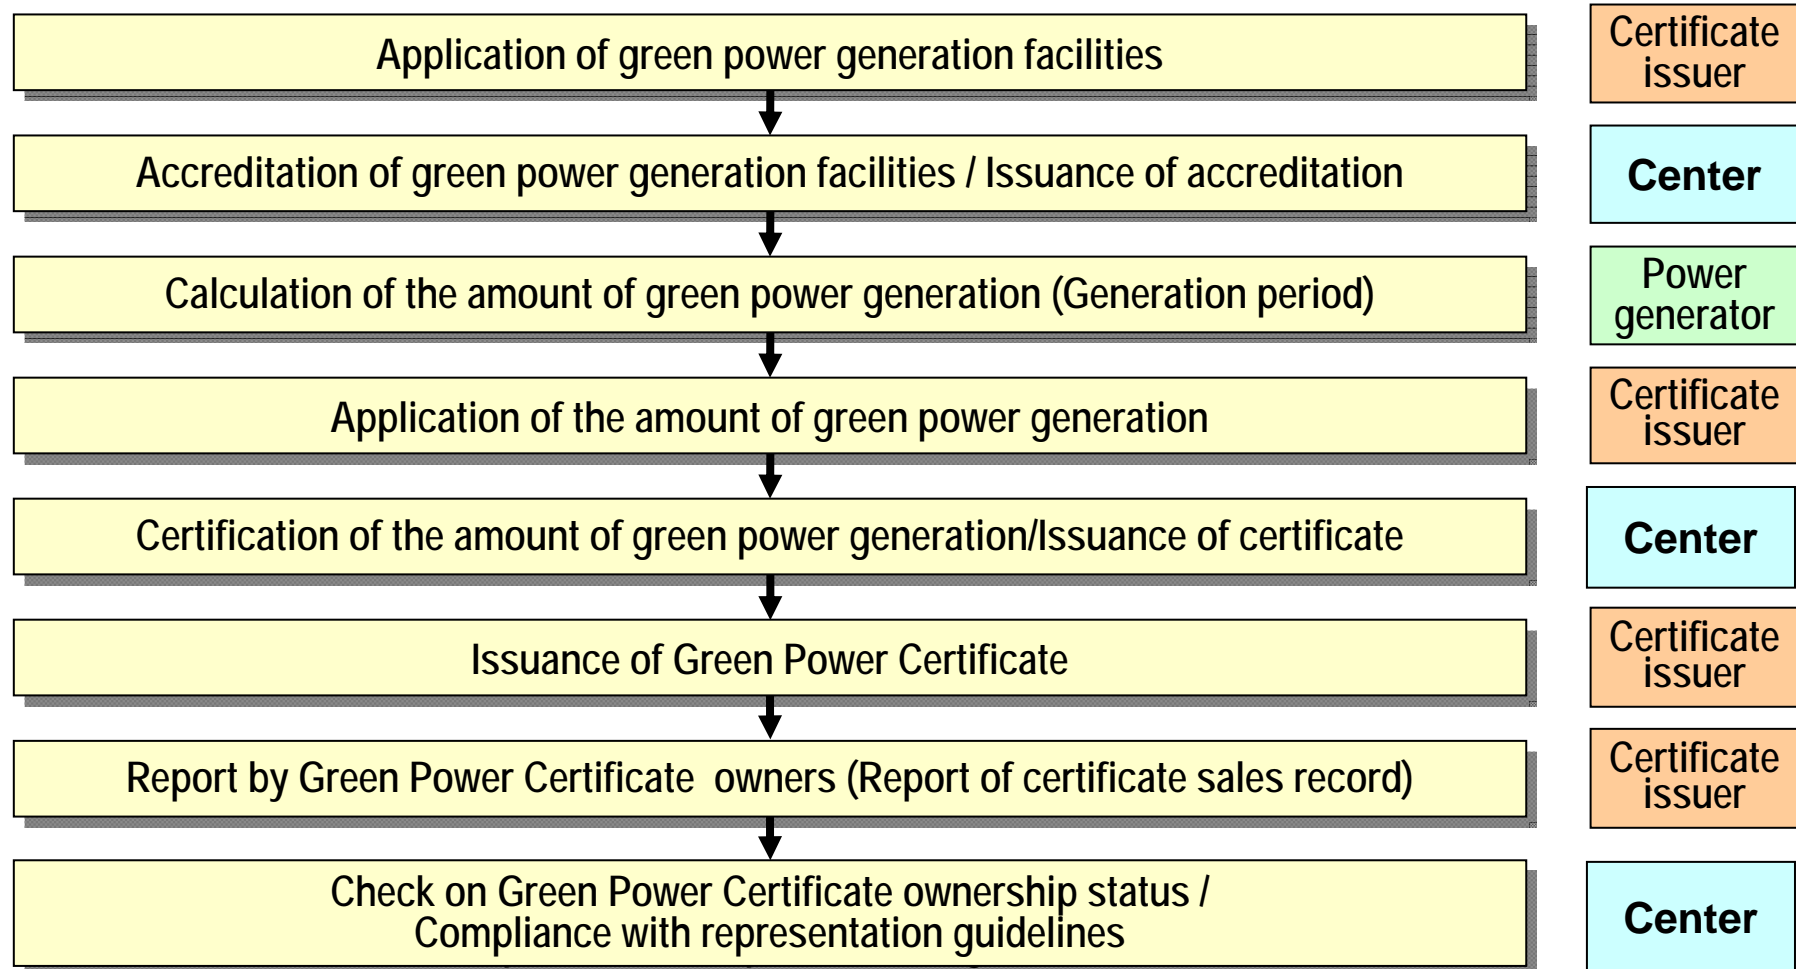 Application of green power generation facilities
Certificate
issuer
Accreditation of green power generation facilities / Issuance of accreditation
Center
Calculation of the amount of green power generation (Generation period)
Power
generator
Application of the amount of green power generation
Certificate
issuer
Certification of the amount of green power generation/Issuance of certificate
Center
Issuance of Green Power Certificate
Certificate
issuer
Report by Green Power Certificate  owners (Report of certificate sales record)
Certificate
issuer
Check on Green Power Certificate ownership status /
Compliance with representation guidelines
Center